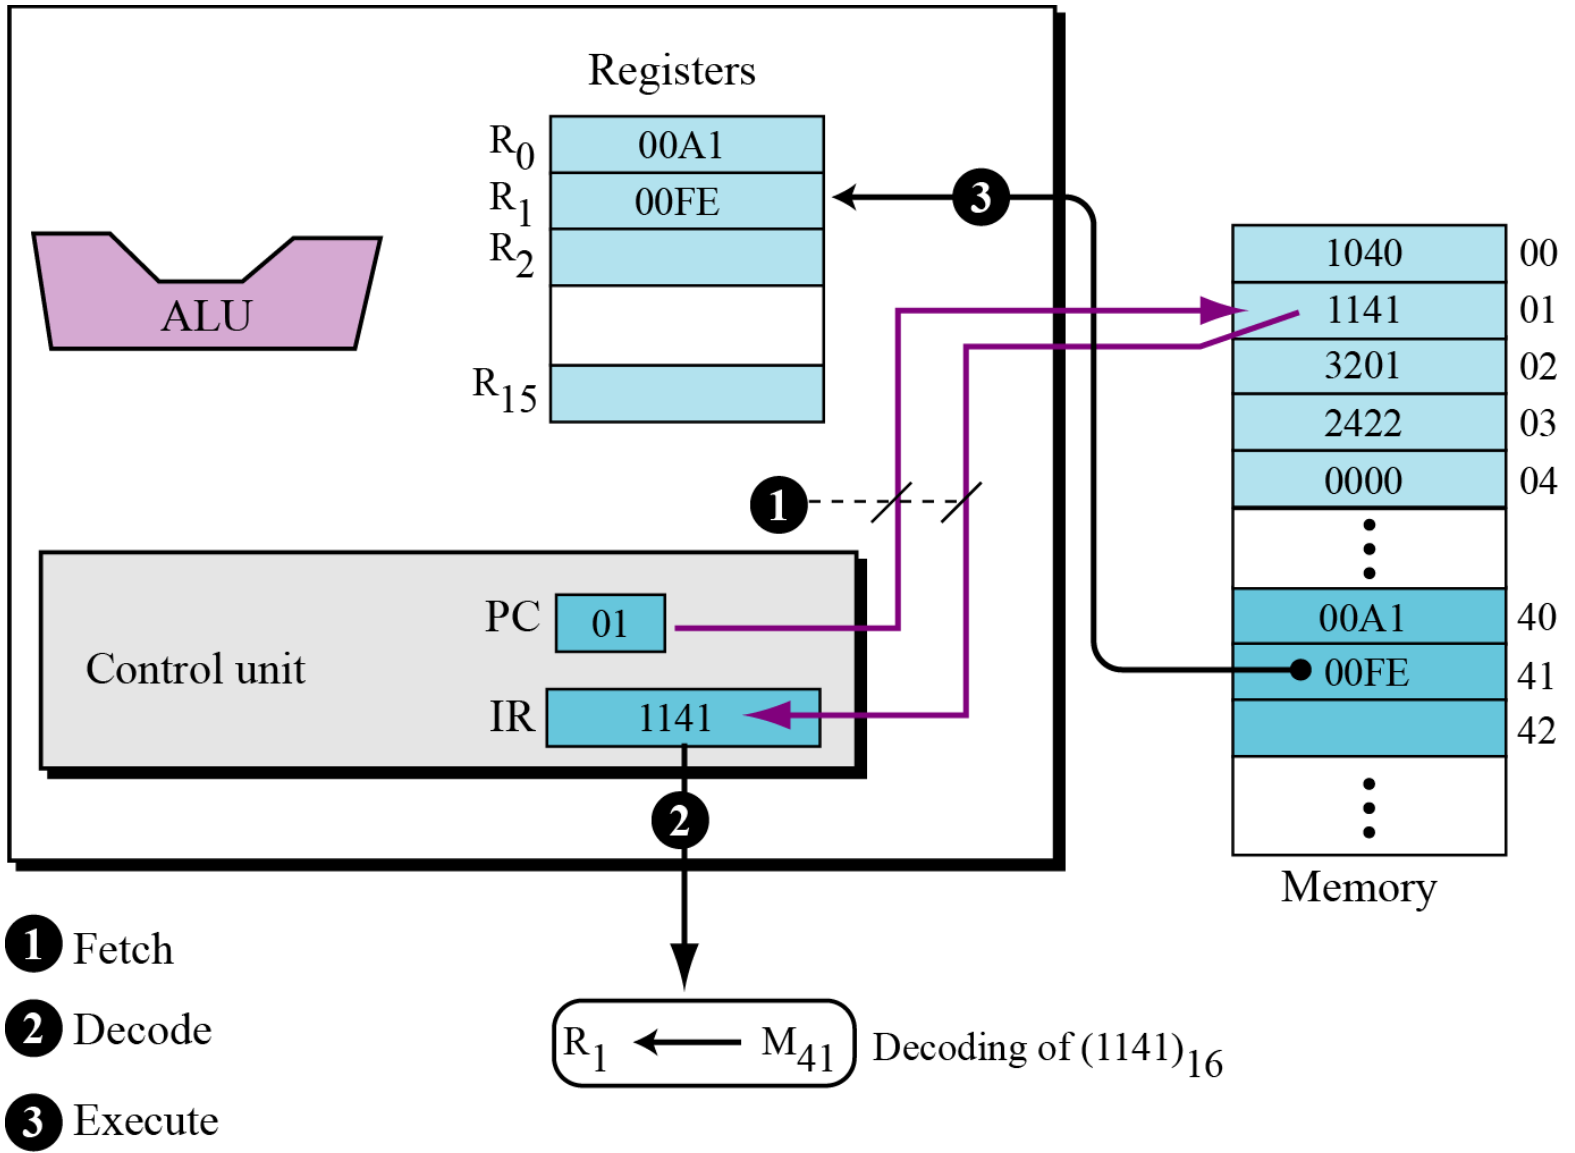 Registers
R0 00A1
R1 00FE
R2
R15
ALU
3
1040 00
1141 01
3201 02
2422 03
0000 04
00A1 40
00FE 41
42
Memory
1
Control unit
PC 01
IR 1141
2
1 Fetch
2 Decode
3 Execute
R1 ← M41 Decoding of (1141)16